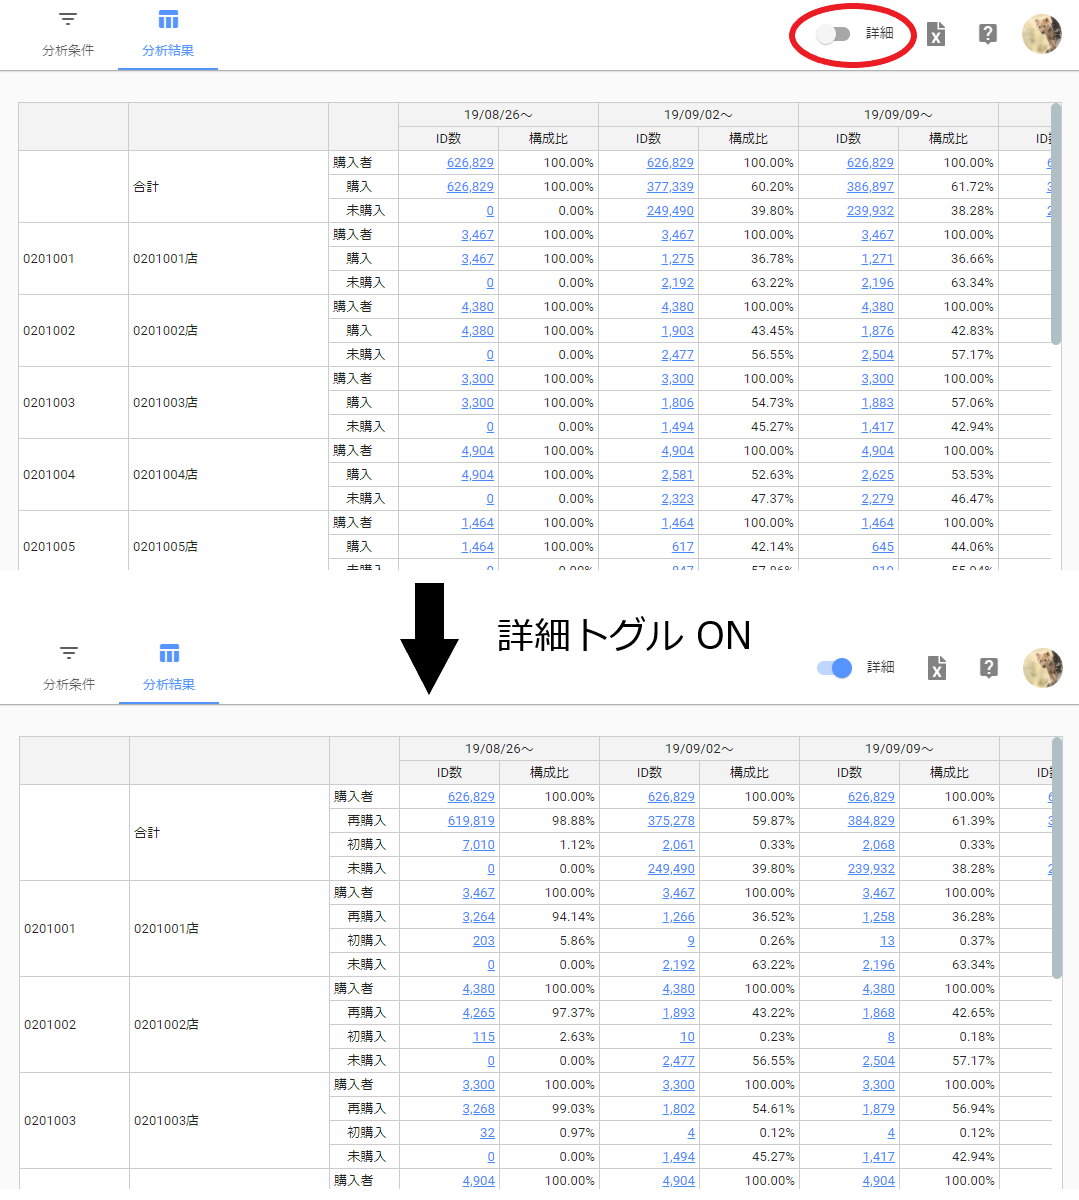 分析条件 分析結果 詳細
19/08/26～ 19/09/02～ 19/09/09～
ID数 構成比 ID数 構成比 ID数 構成比
購入者 626,829 100.00% 626,829 100.00% 626,829 100.00%
合計 購入 626,829 100.00% 377,339 60.20% 386,897 61.72%
未購入 0 0.00% 249,490 39.80% 239,932 38.28%
購入者 3,467 100.00% 3,467 100.00% 3,467 100.00%
0201001 0201001店 購入 3,467 100.00% 1,275 36.78% 1,271 36.66%
未購入 0 0.00% 2,192 63.22% 2,196 63.34%
購入者 4,380 100.00% 4,380 100.00% 4,380 100.00%
0201002 0201002店 購入 4,380 100.00% 1,903 43.45% 1,876 42.83%
未購入 0 0.00% 2,477 56.55% 2,504 57.17%
購入者 3,300 100.00% 3,300 100.00% 3,300 100.00%
0201003 0201003店 購入 3,300 100.00% 1,806 54.73% 1,883 57.06%
未購入 0 0.00% 1,494 45.27% 1,417 42.94%
購入者 4,904 100.00% 4,904 100.00% 4,904 100.00%
0201004 0201004店 購入 4,904 100.00% 2,581 52.63% 2,625 53.53%
未購入 0 0.00% 2,323 47.37% 2,279 46.47%
購入者 1,464 100.00% 1,464 100.00% 1,464 100.00%
0201005 0201005店 購入 1,464 100.00% 617 42.14% 645 44.06%
詳細トグル ON
分析条件 分析結果 詳細
19/08/26～ 19/09/02～ 19/09/09～
ID数 構成比 ID数 構成比 ID数 構成比
購入者 626,829 100.00% 626,829 100.00% 626,829 100.00%
再購入 619,819 98.88% 375,278 59.87% 384,829 61.39%
合計
初購入 7,010 1.12% 2,061 0.33% 2,068 0.33%
未購入 0 0.00% 249,490 39.80% 239,932 38.28%
購入者 3,467 100.00% 3,467 100.00% 3,467 100.00%
再購入 3,264 94.14% 1,266 36.52% 1,258 36.28%
0201001 0201001店
初購入 203 5.86% 9 0.26% 13 0.37%
未購入 0 0.00% 2,192 63.22% 2,196 63.34%
購入者 4,380 100.00% 4,380 100.00% 4,380 100.00%
再購入 4,265 97.37% 1,893 43.22% 1,868 42.65%
0201002 0201002店
初購入 115 2.63% 10 0.23% 8 0.18%
未購入 0 0.00% 2,477 56.55% 2,504 57.17%
購入者 3,300 100.00% 3,300 100.00% 3,300 100.00%
再購入 3,268 99.03% 1,802 54.61% 1,879 56.94%
0201003 0201003店
初購入 32 0.97% 4 0.12% 4 0.12%
未購入 0 0.00% 1,494 45.27% 1,417 42.94%
購入者 4,904 100.00% 4,904 100.00% 4,904 100.00%